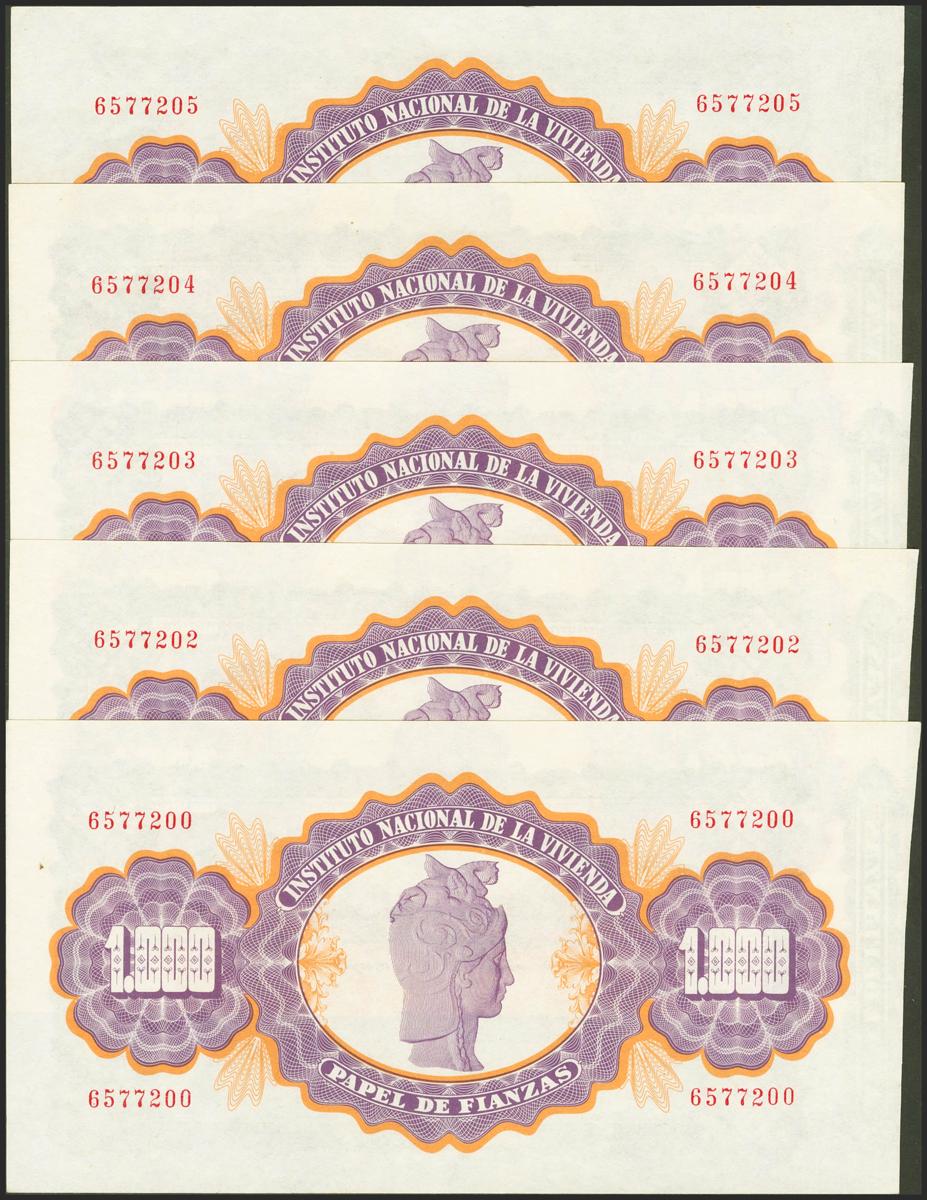 6577205 6577205
INSTITUTO NACIONAL DE LA VIVIENDA
6577204 6577204
INSTITUTO NACIONAL DE LA VIVIENDA
6577203 6577203
INSTITUTO NACIONAL DE LA VIVIENDA
6577202 6577202
INSTITUTO NACIONAL DE LA VIVIENDA
6577200 6577200
INSTITUTO NACIONAL DE LA VIVIENDA
1.000 1.000
PAPEL DE FIANZAS
6577200 6577200